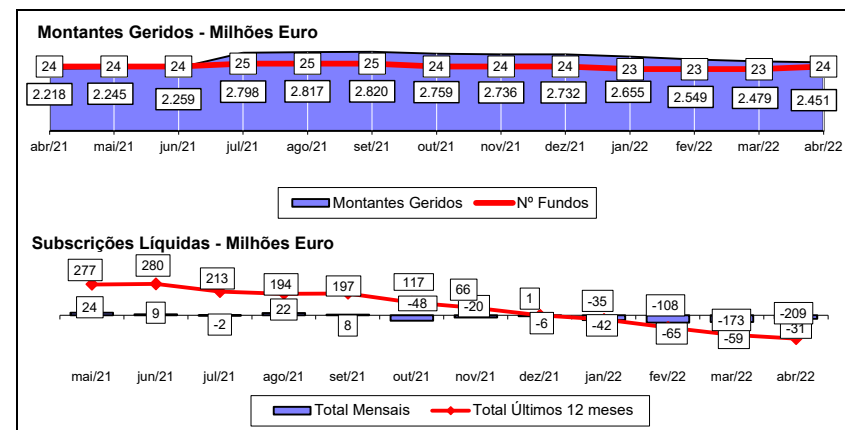 Montantes Geridos - Milhões Euro
24 24 24 25 25 25 24 24 24 23 23 23 24
2.218 2.245 2.259 2.798 2.817 2.820 2.759 2.736 2.732 2.655 2.549 2.479 2.451
abr/21 mai/21 jun/21 jul/21 ago/21 set/21 out/21 nov/21 dez/21 jan/22 fev/22 mar/22 abr/22
Montantes Geridos Nº Fundos
Subscrições Líquidas - Milhões Euro
277 280 213 194 197 117 66 1 -35 -108 -173 -209
24 9 -2 22 8 -48 -20 -6 -42 -65 -59 -31
mai/21 jun/21 jul/21 ago/21 set/21 out/21 nov/21 dez/21 jan/22 fev/22 mar/22 abr/22
Total Mensais Total Últimos 12 meses